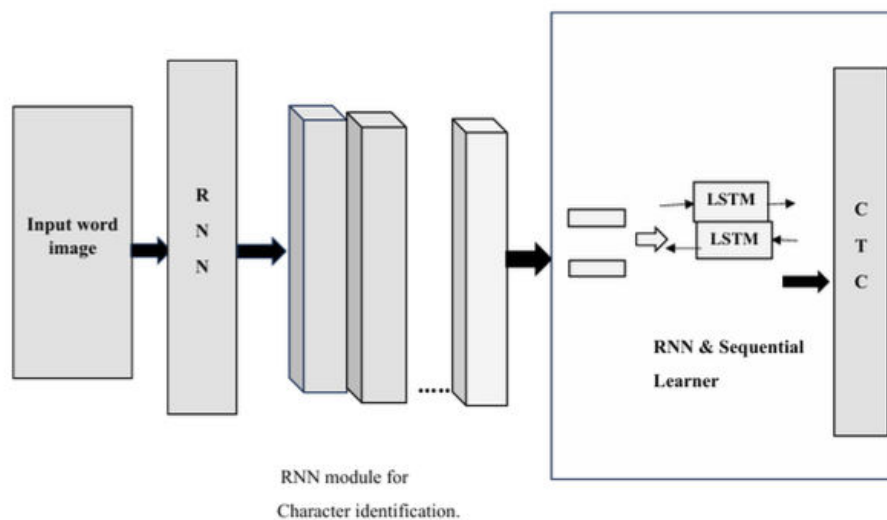 Input word
image
R
N
N
.....
RNN module for
Character identification.
LSTM
LSTM
RNN & Sequential
Learner
C
T
C